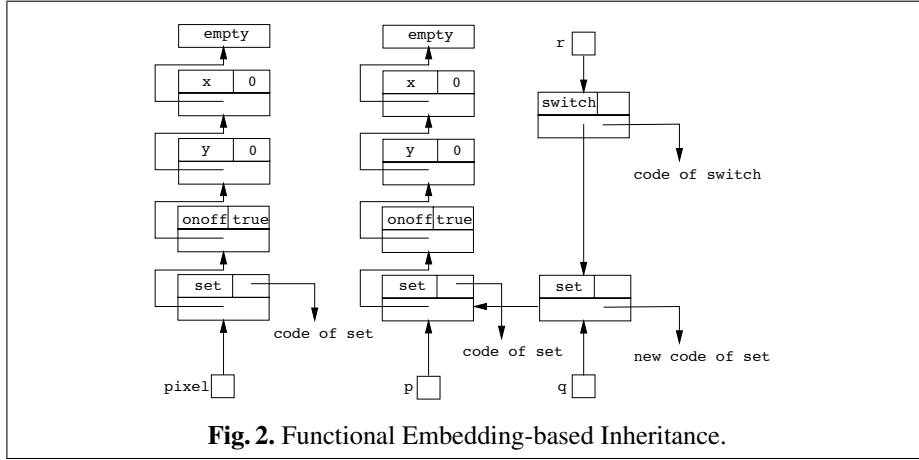 empty
empty
r
x 0
x 0
switch
y 0
y 0
code of switch
onoff true
onoff true
set
set
set
code of set
code of set
new code of set
pixel
p
q
Fig. 2. Functional Embedding-based Inheritance.